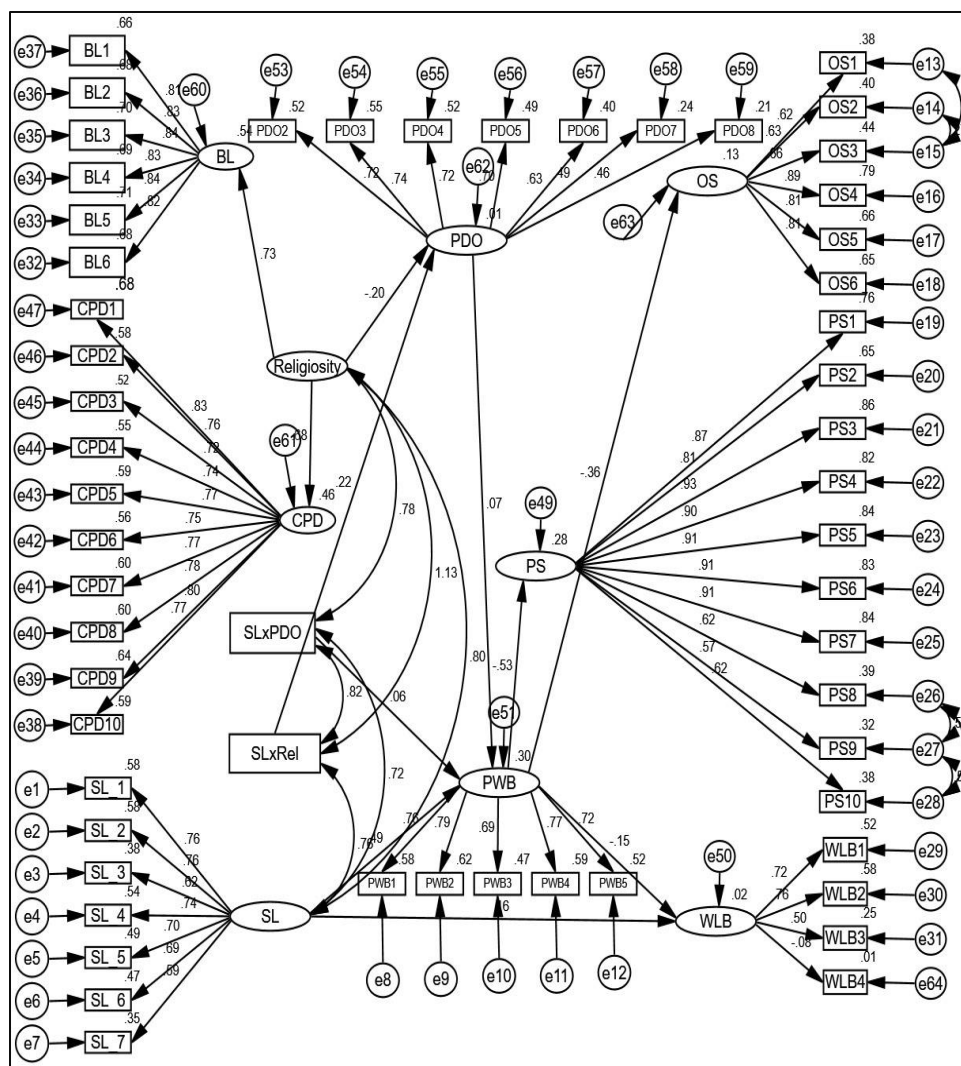 .66
e37
BL1
.68
e36
BL2
.70
e35
BL3
.69
e34
BL4
.71
e33
BL5
.68
e32
BL6
.81
.83
.84
.83
.84
.82
e60
.54
BL
.73
e53
e54
e55
e56
e57
e58
e59
.52
.55
.52
.49
.40
.24
.21
PDO2
PDO3
PDO4
PDO5
PDO6
PDO7
PDO8
.72
.74
.72
.70
.63
.49
.46
e62
.01
PDO
-.20
.38
OS1
e13
.40
OS2
e14
.44
OS3
e15
.79
OS4
e16
.66
OS5
e17
.65
OS6
e18
.62
.63
.66
.89
.81
.81
.13
OS
e63
.68
e47
CPD1
.58
e46
CPD2
.52
e45
CPD3
.55
e44
CPD4
.59
e43
CPD5
.56
e42
CPD6
.60
e41
CPD7
.60
e40
CPD8
.64
e39
CPD9
.59
e38
CPD10
.83
.76
.72
.74
.77
.75
.77
.78
.80
.77
Religiosity
e61
.68
.46
CPD
.22
.78
1.13
.80
.07
-.36
SLxPDO
.82
.06
SLxRel
.72
.76
.76
PS1
e19
.65
PS2
e20
.86
PS3
e21
.82
PS4
e22
.84
PS5
e23
.83
PS6
e24
.84
PS7
e25
.39
PS8
e26
.32
PS9
e27
.38
PS10
e28
.87
.81
.93
.90
.91
.91
.91
.62
.57
.62
e49
.28
PS
-.53
e51
.30
PWB
.49
.76
.79
.69
.77
.72
-.15
.58
.62
.47
.59
.52
PWB1
PWB2
PWB3
PWB4
PWB5
e8
e9
e10
e11
e12
.58
e1
SL_1
.58
e2
SL_2
.38
e3
SL_3
.54
e4
SL_4
.49
e5
SL_5
.47
e6
SL_6
.35
e7
SL_7
.76
.76
.62
.74
.70
.69
.59
SL
e50
.02
WLB
.52
WLB1
e29
.58
WLB2
e30
.25
WLB3
e31
.01
WLB4
e64
.72
.76
.50
-.08